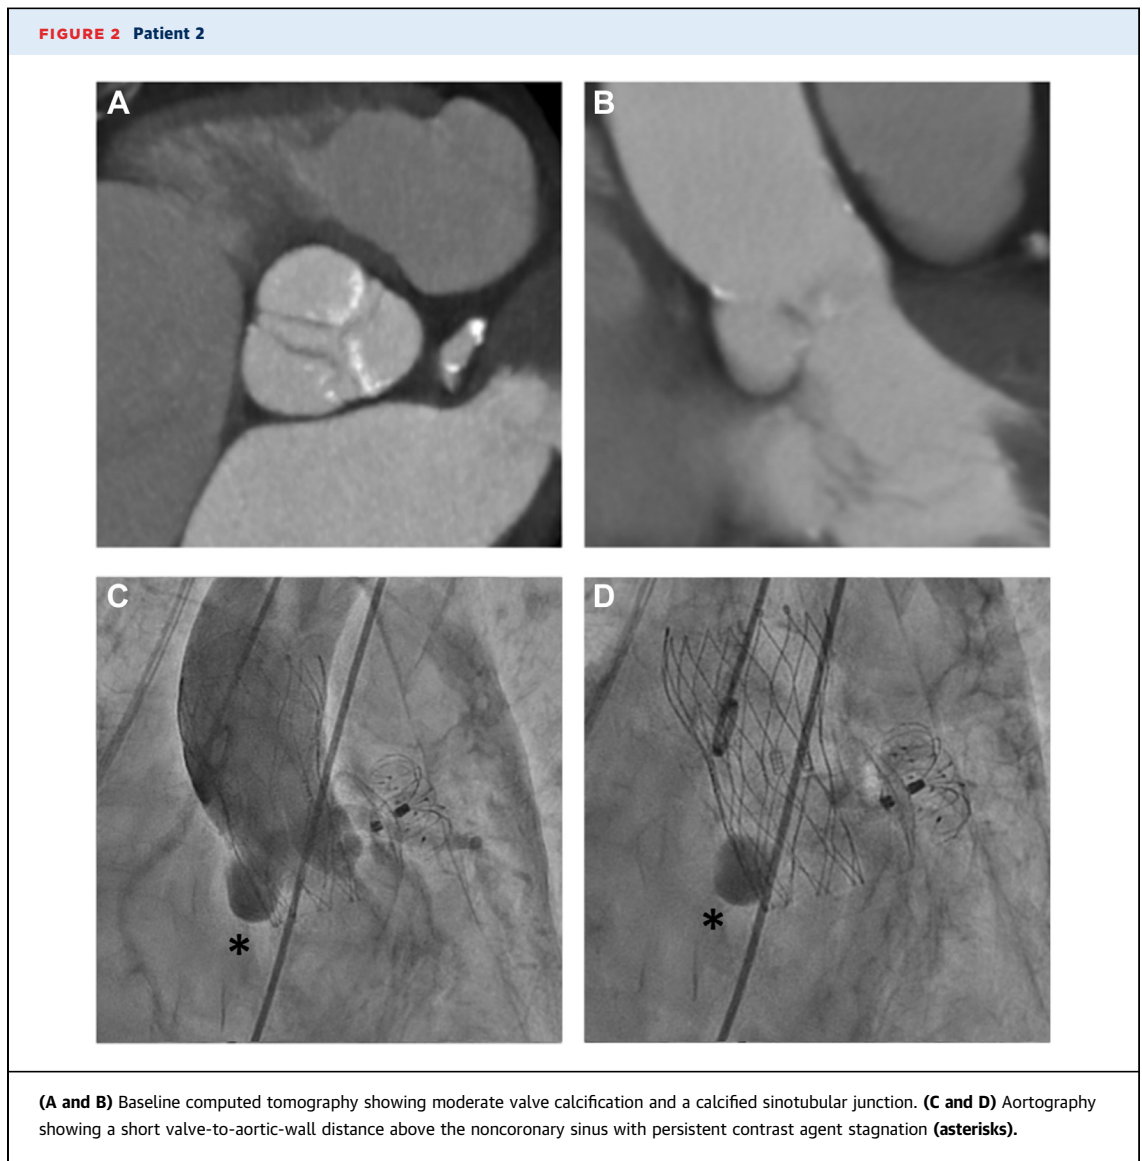 FIGURE 2 Patient 2
A
B
C
D
*
*
(A and B) Baseline computed tomography showing moderate valve calcification and a calcified sinotubular junction. (C and D) Aortography
showing a short valve-to-aortic-wall distance above the noncoronary sinus with persistent contrast agent stagnation (asterisks).